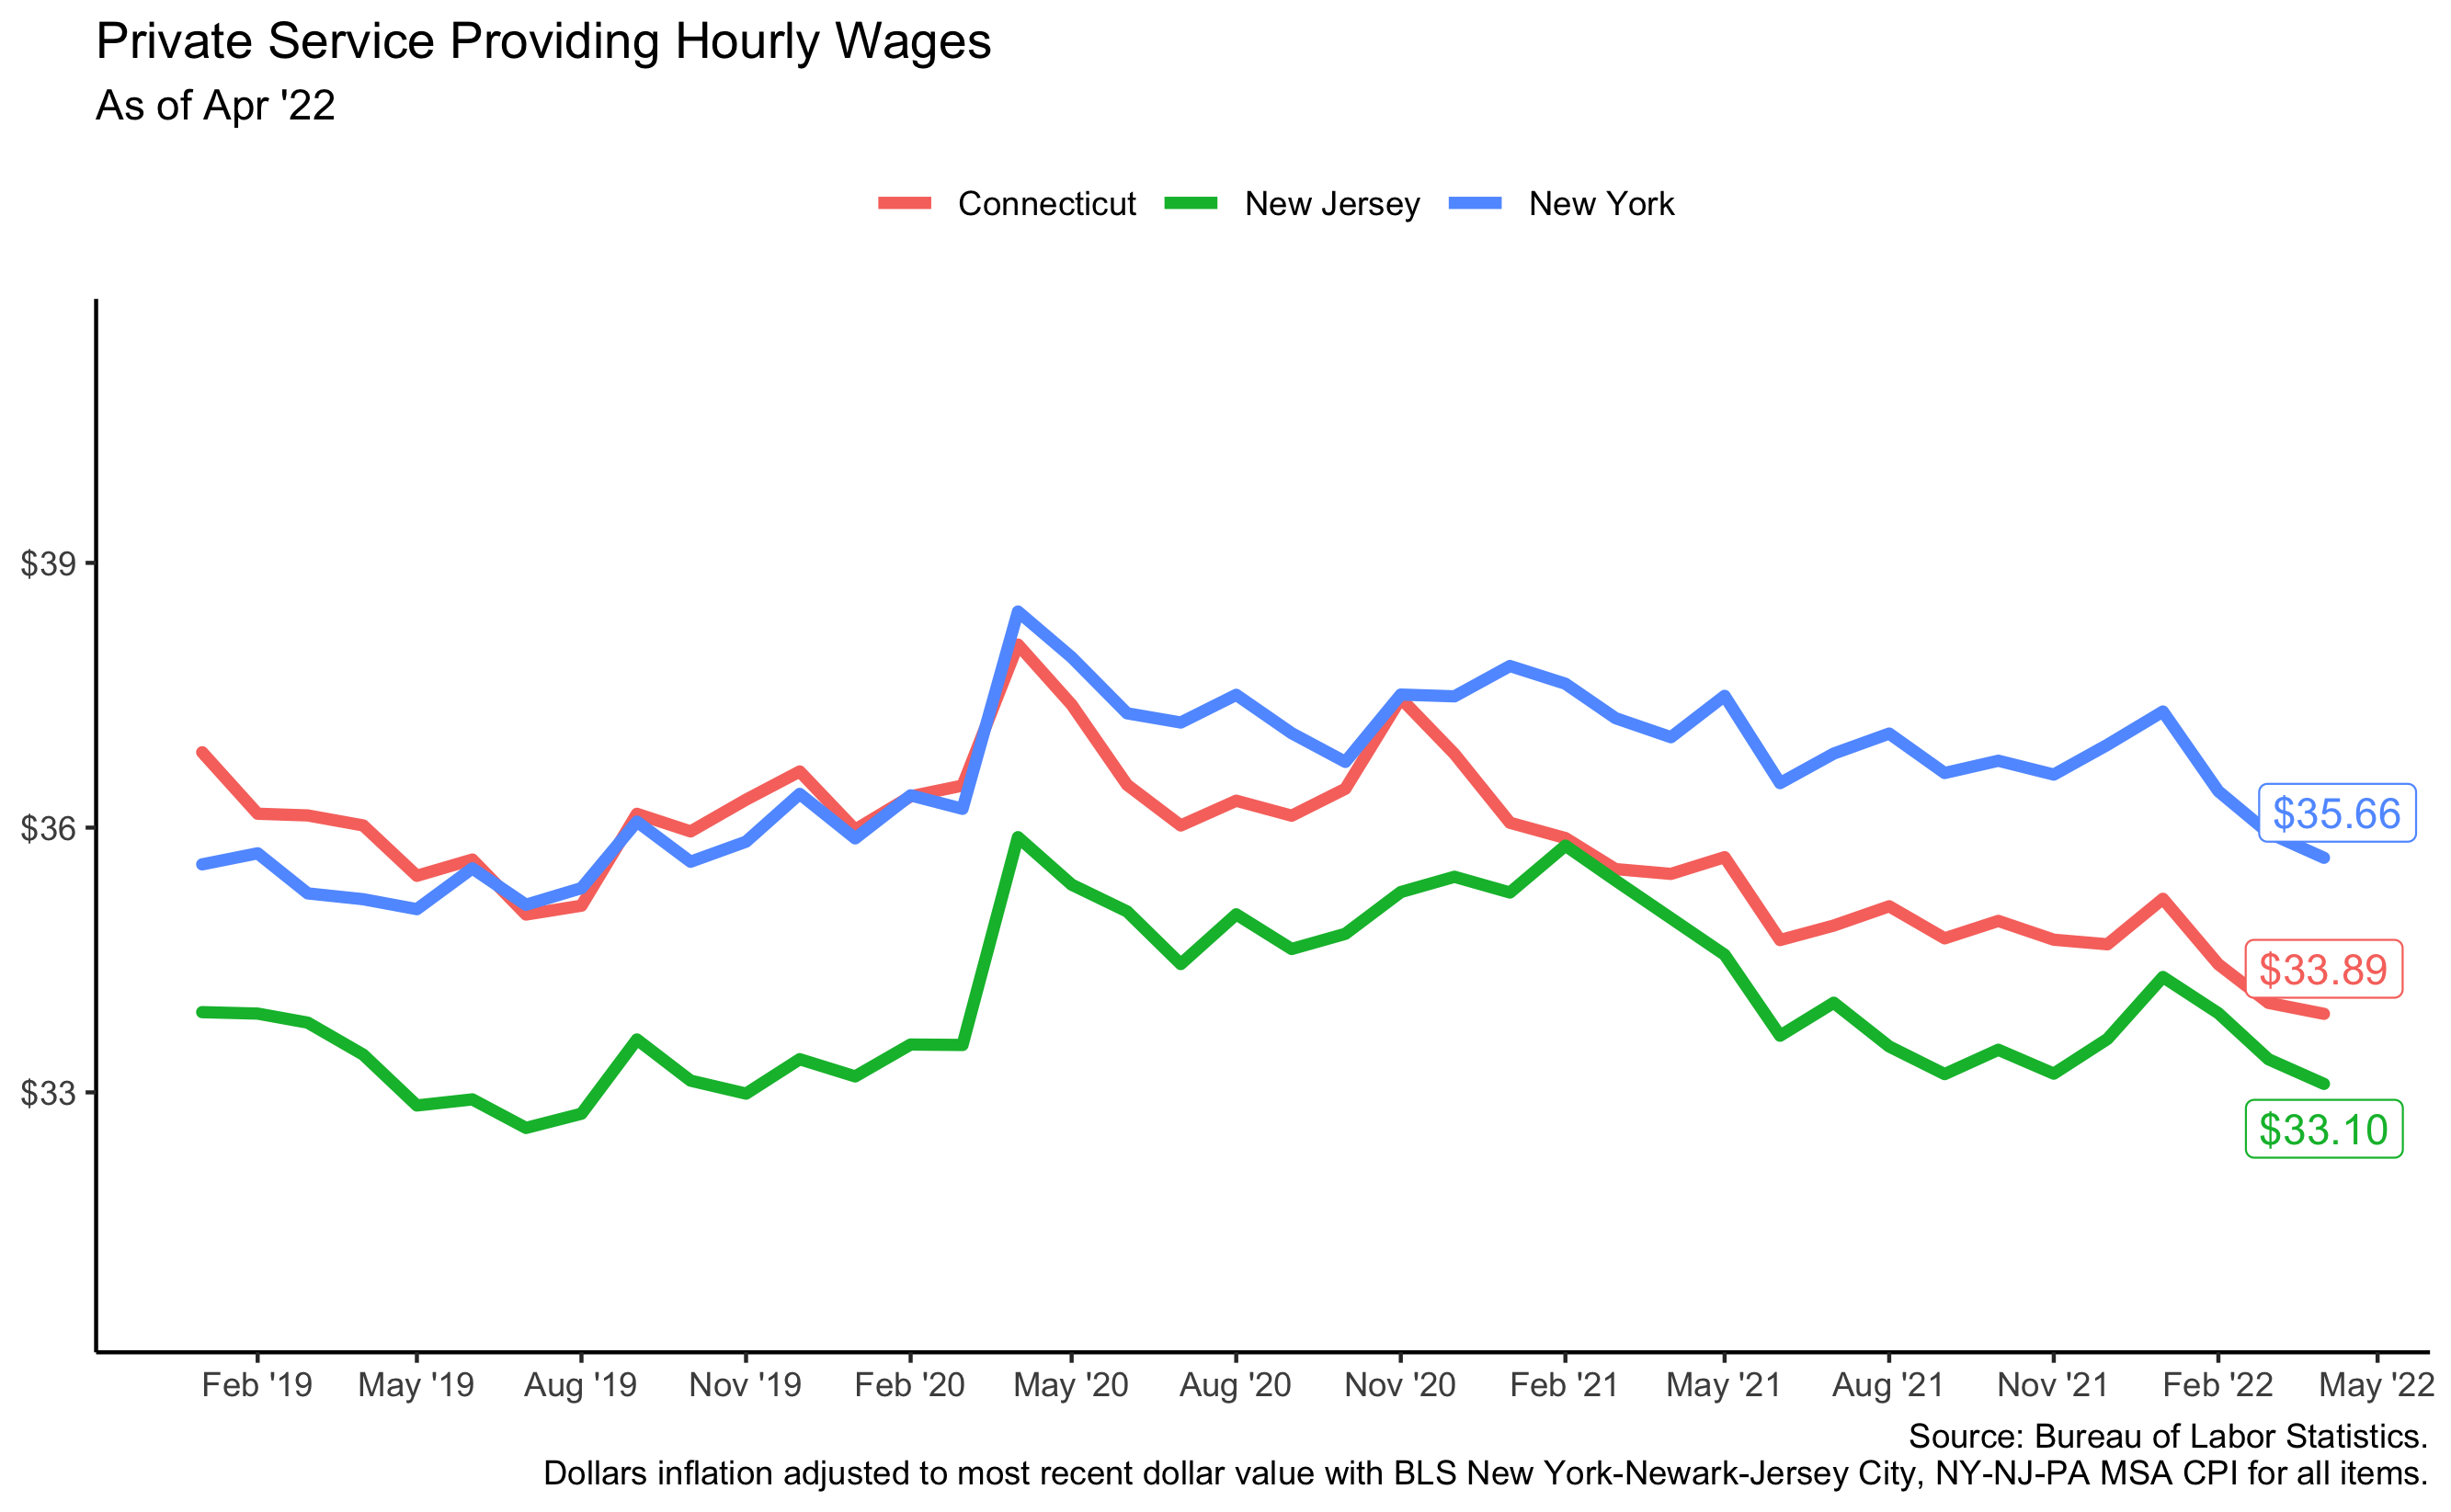 Private Service Providing Hourly Wages
As of Apr '22
Connecticut New Jersey New York
$39
$36
$33
$35.66
$33.89
$33.10
Feb '19 May '19 Aug '19 Nov '19 Feb '20 May '20 Aug '20 Nov '20 Feb '21 May '21 Aug '21 Nov '21 Feb '22 May '22
Source: Bureau of Labor Statistics.
Dollars inflation adjusted to most recent dollar value with BLS New York-Newark-Jersey City, NY-NJ-PA MSA CPI for all items.